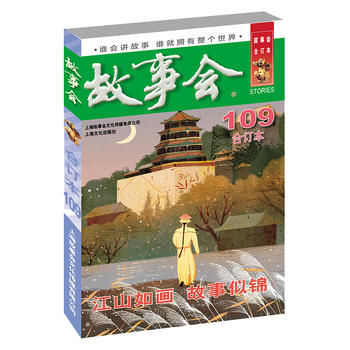 ·谁会讲故事 谁就拥有整个世界·
故事会
合订本
STORIES
故事会®
109
合订本
上海故事会文化传媒有限公司
上海文化出版社
江山如画 故事似锦
故事会
合订本109